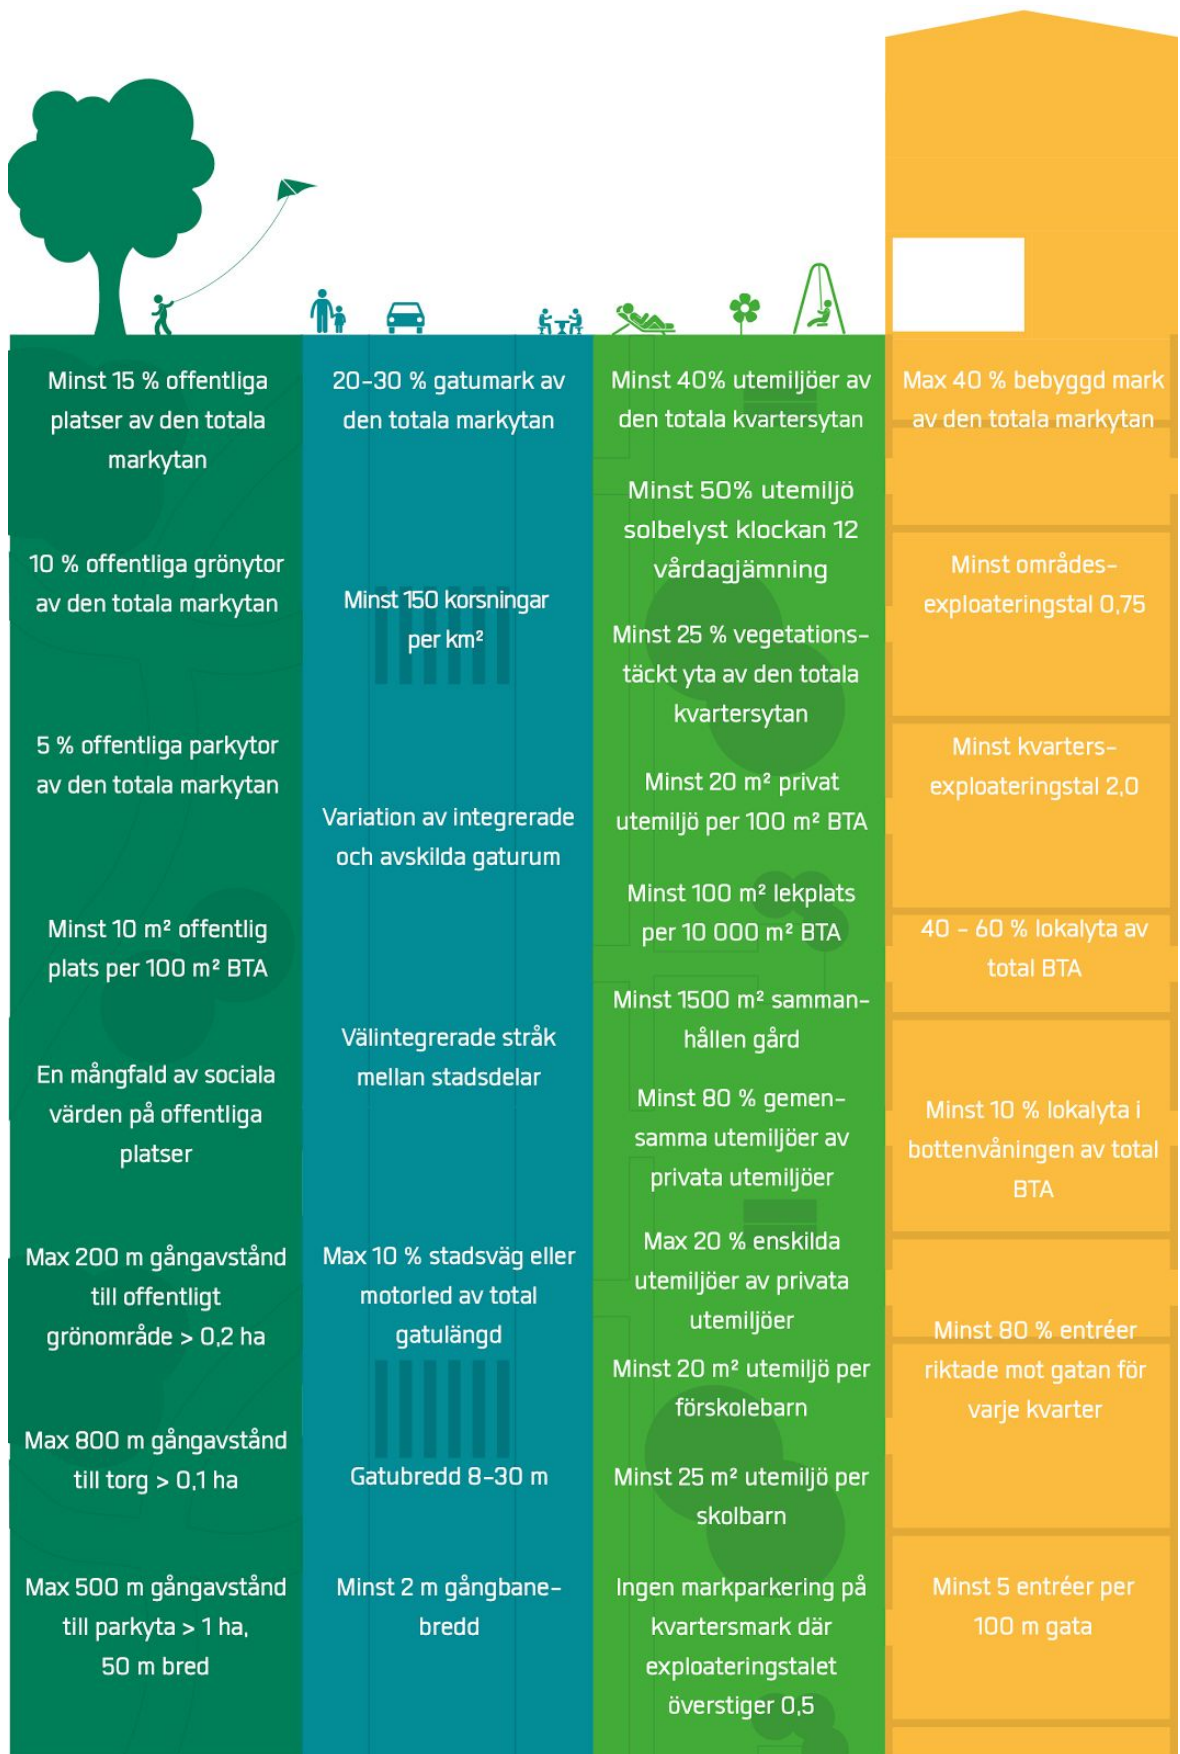 Minst 15 % offentliga
platser av den totala
markytan
10 % offentliga grönytor
av den totala markytan
5 % offentliga parkytor
av den totala markytan
Minst 10 m² offentlig
plats per 100 m² BTA
En mångfald av sociala
värden på offentliga
platser
Max 200 m gångavstånd
till offentligt
grönområde > 0,2 ha
Max 800 m gångavstånd
till torg > 0,1 ha
Max 500 m gångavstånd
till parkyta > 1 ha,
50 m bred
20-30 % gatumark av
den totala markytan
Minst 150 korsningar
per km²
Variation av integrerade
och avskilda gaturum
Välintegrerade stråk
mellan stadsdelar
Max 10 % stadsväg eller
motorled av total
gatulängd
Gatubredd 8-30 m
Minst 2 m gångbane-
bredd
Minst 40% utemiljöer av
den totala kvartersytan
Minst 50% utemiljö
solbelyst klockan 12
vårdagjämning
Minst 25 % vegetations-
täckt yta av den totala
kvartersytan
Minst 20 m² privat
utemiljö per 100 m² BTA
Minst 100 m² lekplats
per 10 000 m² BTA
Minst 1500 m² samman-
hållen gård
Minst 80 % gemen-
samma utemiljöer av
privata utemiljöer
Max 20 % enskilda
utemiljöer av privata
utemiljöer
Minst 20 m² utemiljö per
förskolebarn
Minst 25 m² utemiljö per
skolbarn
Ingen markparkering på
kvartersmark där
exploateringstalet
överstiger 0,5
Max 40 % bebyggd mark
av den totala markytan
Minst områdes-
exploateringstal 0,75
Minst kvarters-
exploateringstal 2,0
40 - 60 % lokalyta av
total BTA
Minst 10 % lokalyta i
bottenvåningen av total
BTA
Minst 80 % entréer
riktade mot gatan för
varje kvarter
Minst 5 entréer per
100 m gata